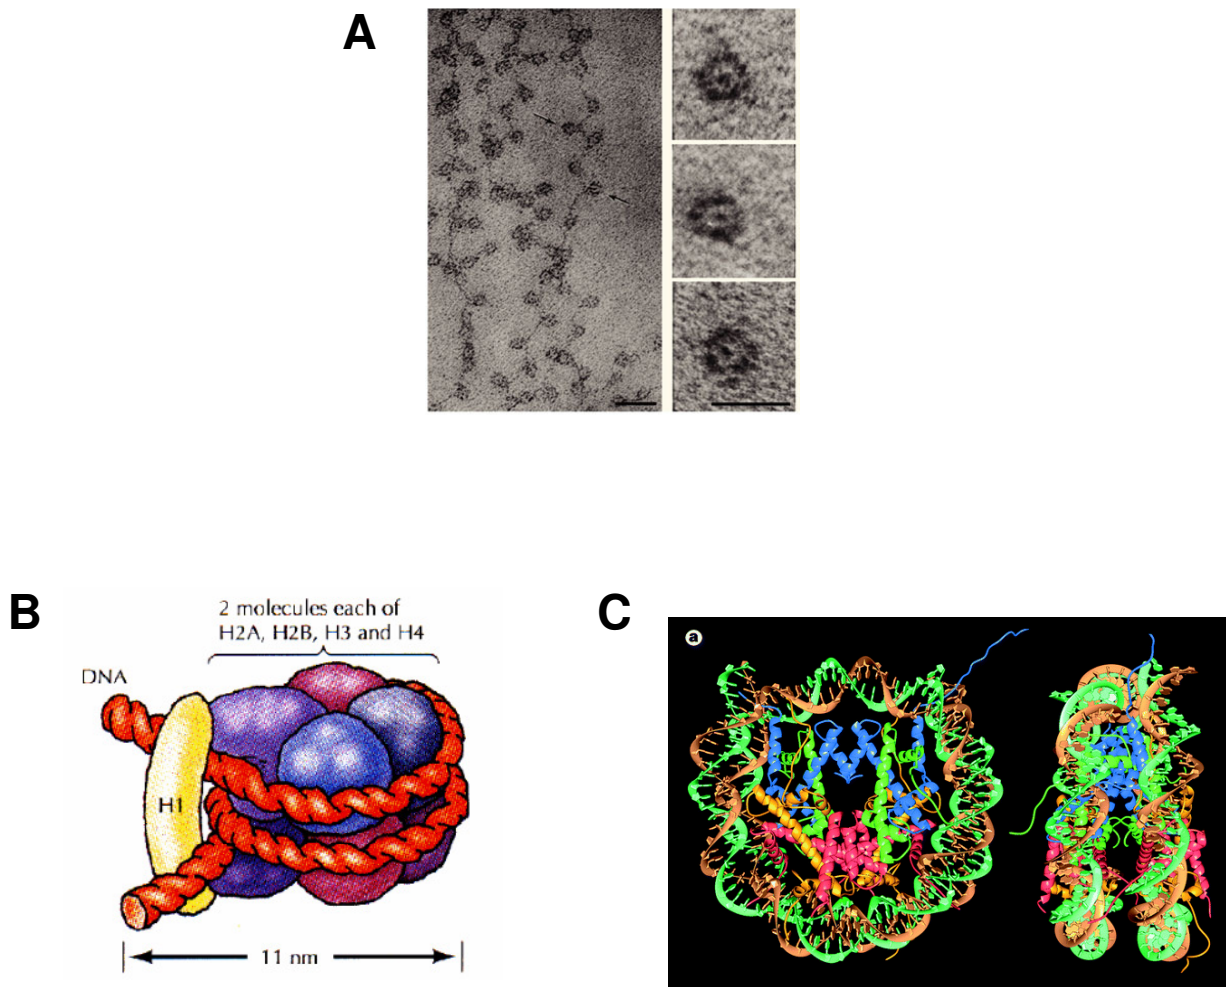 A
B
2 molecules each of
H2A, H2B, H3 and H4
DNA
H1
11 nm
C
a